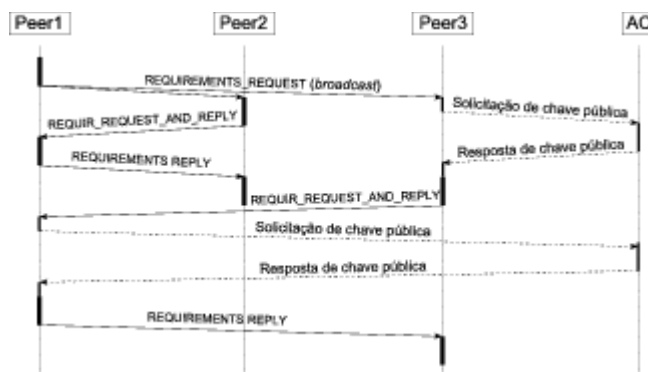 Peer1 Peer2 Peer3 AC
REQUIREMENTS_REQUEST (broadcast)
Solicitação de chave pública
REQUIR_REQUEST_AND_REPLY
Resposta de chave pública
REQUIREMENTS REPLY
REQUIR_REQUEST_AND_REPLY
Solicitação de chave pública
Resposta de chave pública
REQUIREMENTS REPLY